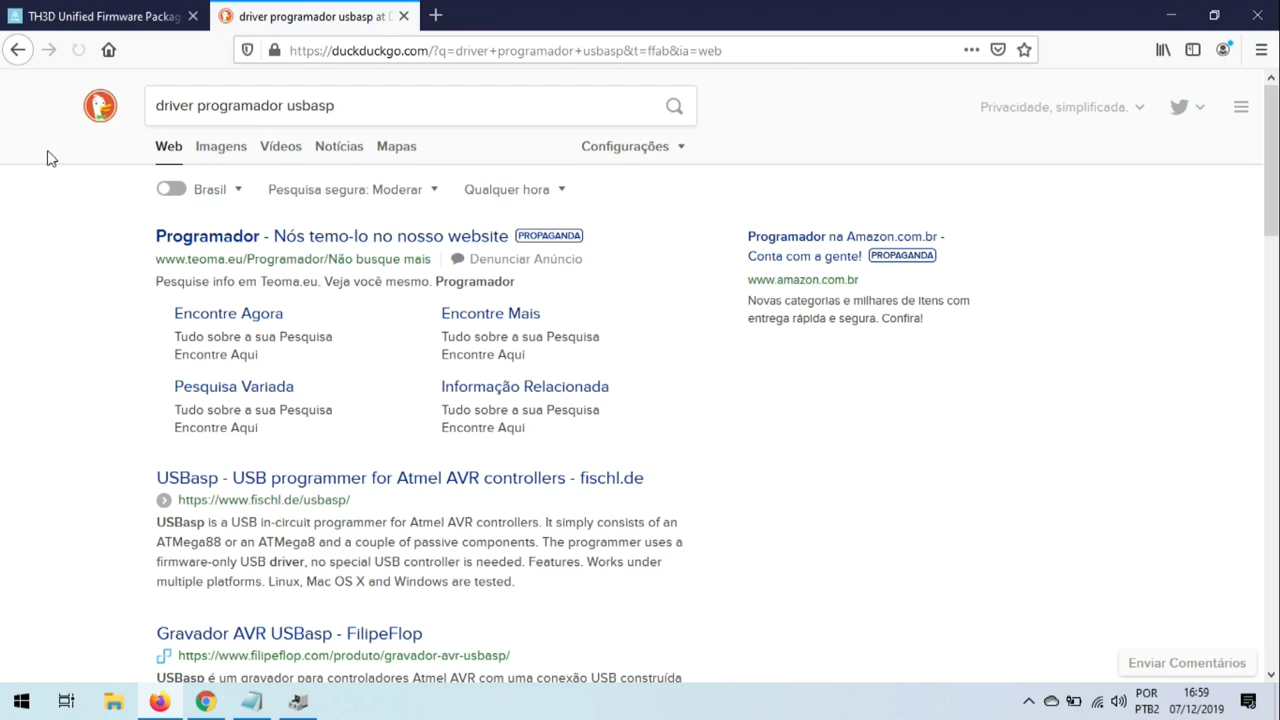 TH3D Unified Firmware Packag
driver programador usbasp at D
https://duckduckgo.com/?q=driver+programador+usbasp&t=ffab&ia=web
driver programador usbasp
Privacidade, simplificada.
Web Imagens Vídeos Notícias Mapas Configurações
Brasil Pesquisa segura: Moderar Qualquer hora
Programador - Nós temo-lo no nosso website PROPAGANDA
www.teoma.eu/Programador/Não busque mais Denunciar Anúncio
Pesquise info em Teoma.eu. Veja você mesmo. Programador
Encontre Agora
Tudo sobre a sua Pesquisa
Encontre Aqui
Encontre Mais
Tudo sobre a sua Pesquisa
Encontre Aqui
Pesquisa Variada
Tudo sobre a sua Pesquisa
Encontre Aqui
Informação Relacionada
Tudo sobre a sua Pesquisa
Encontre Aqui
Programador na Amazon.com.br -
Conta com a gente! PROPAGANDA
www.amazon.com.br
Novas categorias e milhares de itens com
entrega rápida e segura. Confira!
USBasp - USB programmer for Atmel AVR controllers - fischl.de
https://www.fischl.de/usbasp/
USBasp is a USB in-circuit programmer for Atmel AVR controllers. It simply consists of an
ATMega88 or an ATMega8 and a couple of passive components. The programmer uses a
firmware-only USB driver, no special USB controller is needed. Features. Works under
multiple platforms. Linux, Mac OS X and Windows are tested.
Gravador AVR USBasp - FilipeFlop
https://www.filipeflop.com/produto/gravador-avr-usbasp/
USBasp é um gravador para controladores Atmel AVR com uma conexão USB construída
Enviar Comentários
POR
PTB2
16:59
07/12/2019